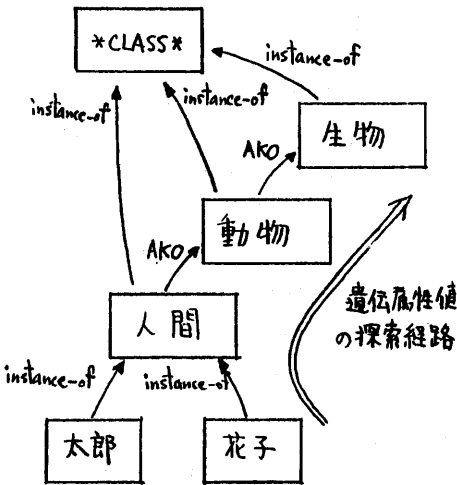 *CLASS*
instance-of
instance-of
instance-of
生物
AKO
動物
AKO
遺伝属性値
の探索経路
人間
instance-of
instance-of
太郎
花子